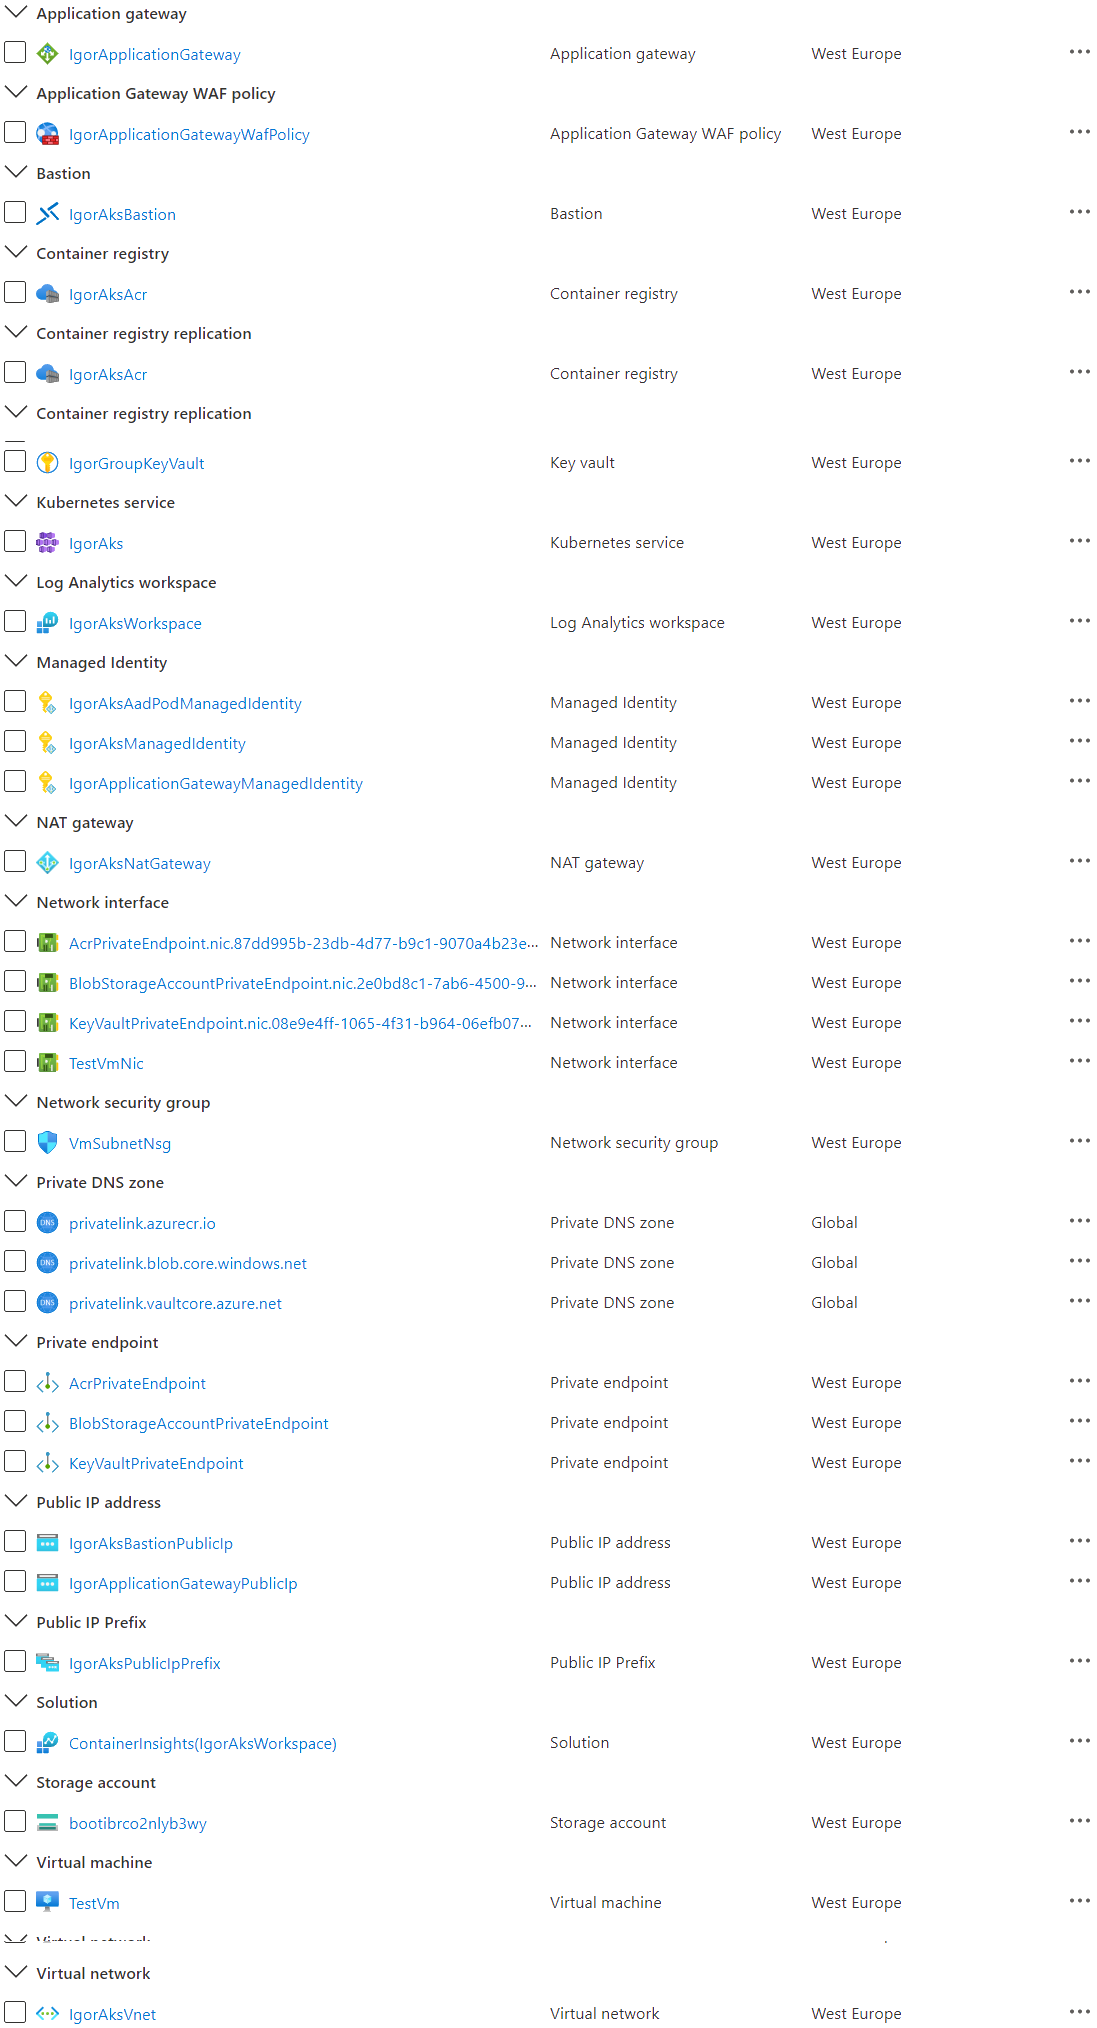 Application gateway
IgorApplicationGateway Application gateway West Europe ...
Application Gateway WAF policy
IgorApplicationGatewayWafPolicy Application Gateway WAF policy West Europe ...
Bastion
IgorAksBastion Bastion West Europe ...
Container registry
IgorAksAcr Container registry West Europe ...
Container registry replication
IgorAksAcr Container registry West Europe ...
Container registry replication
IgorGroupKeyVault Key vault West Europe ...
Kubernetes service
IgorAks Kubernetes service West Europe ...
Log Analytics workspace
IgorAksWorkspace Log Analytics workspace West Europe ...
Managed Identity
IgorAksAadPodManagedIdentity Managed Identity West Europe ...
IgorAksManagedIdentity Managed Identity West Europe ...
IgorApplicationGatewayManagedIdentity Managed Identity West Europe ...
NAT gateway
IgorAksNatGateway NAT gateway West Europe ...
Network interface
AcrPrivateEndpoint.nic.87dd995b-23db-4d77-b9c1-9070a4b23e... Network interface West Europe ...
BlobStorageAccountPrivateEndpoint.nic.2e0bd8c1-7ab6-4500-9... Network interface West Europe ...
KeyVaultPrivateEndpoint.nic.08e9e4ff-1065-4f31-b964-06efb07... Network interface West Europe ...
TestVmNic Network interface West Europe ...
Network security group
VmSubnetNsg Network security group West Europe ...
Private DNS zone
DNS privatelink.azurecr.io Private DNS zone Global ...
DNS privatelink.blob.core.windows.net Private DNS zone Global ...
DNS privatelink.vaultcore.azure.net Private DNS zone Global ...
Private endpoint
AcrPrivateEndpoint Private endpoint West Europe ...
BlobStorageAccountPrivateEndpoint Private endpoint West Europe ...
KeyVaultPrivateEndpoint Private endpoint West Europe ...
Public IP address
IgorAksBastionPublicIp Public IP address West Europe ...
IgorApplicationGatewayPublicIp Public IP address West Europe ...
Public IP Prefix
IgorAksPublicIpPrefix Public IP Prefix West Europe ...
Solution
ContainerInsights(IgorAksWorkspace) Solution West Europe ...
Storage account
bootibrco2nlyb3wy Storage account West Europe ...
Virtual machine
TestVm Virtual machine West Europe ...
Virtual network
IgorAksVnet Virtual network West Europe ...